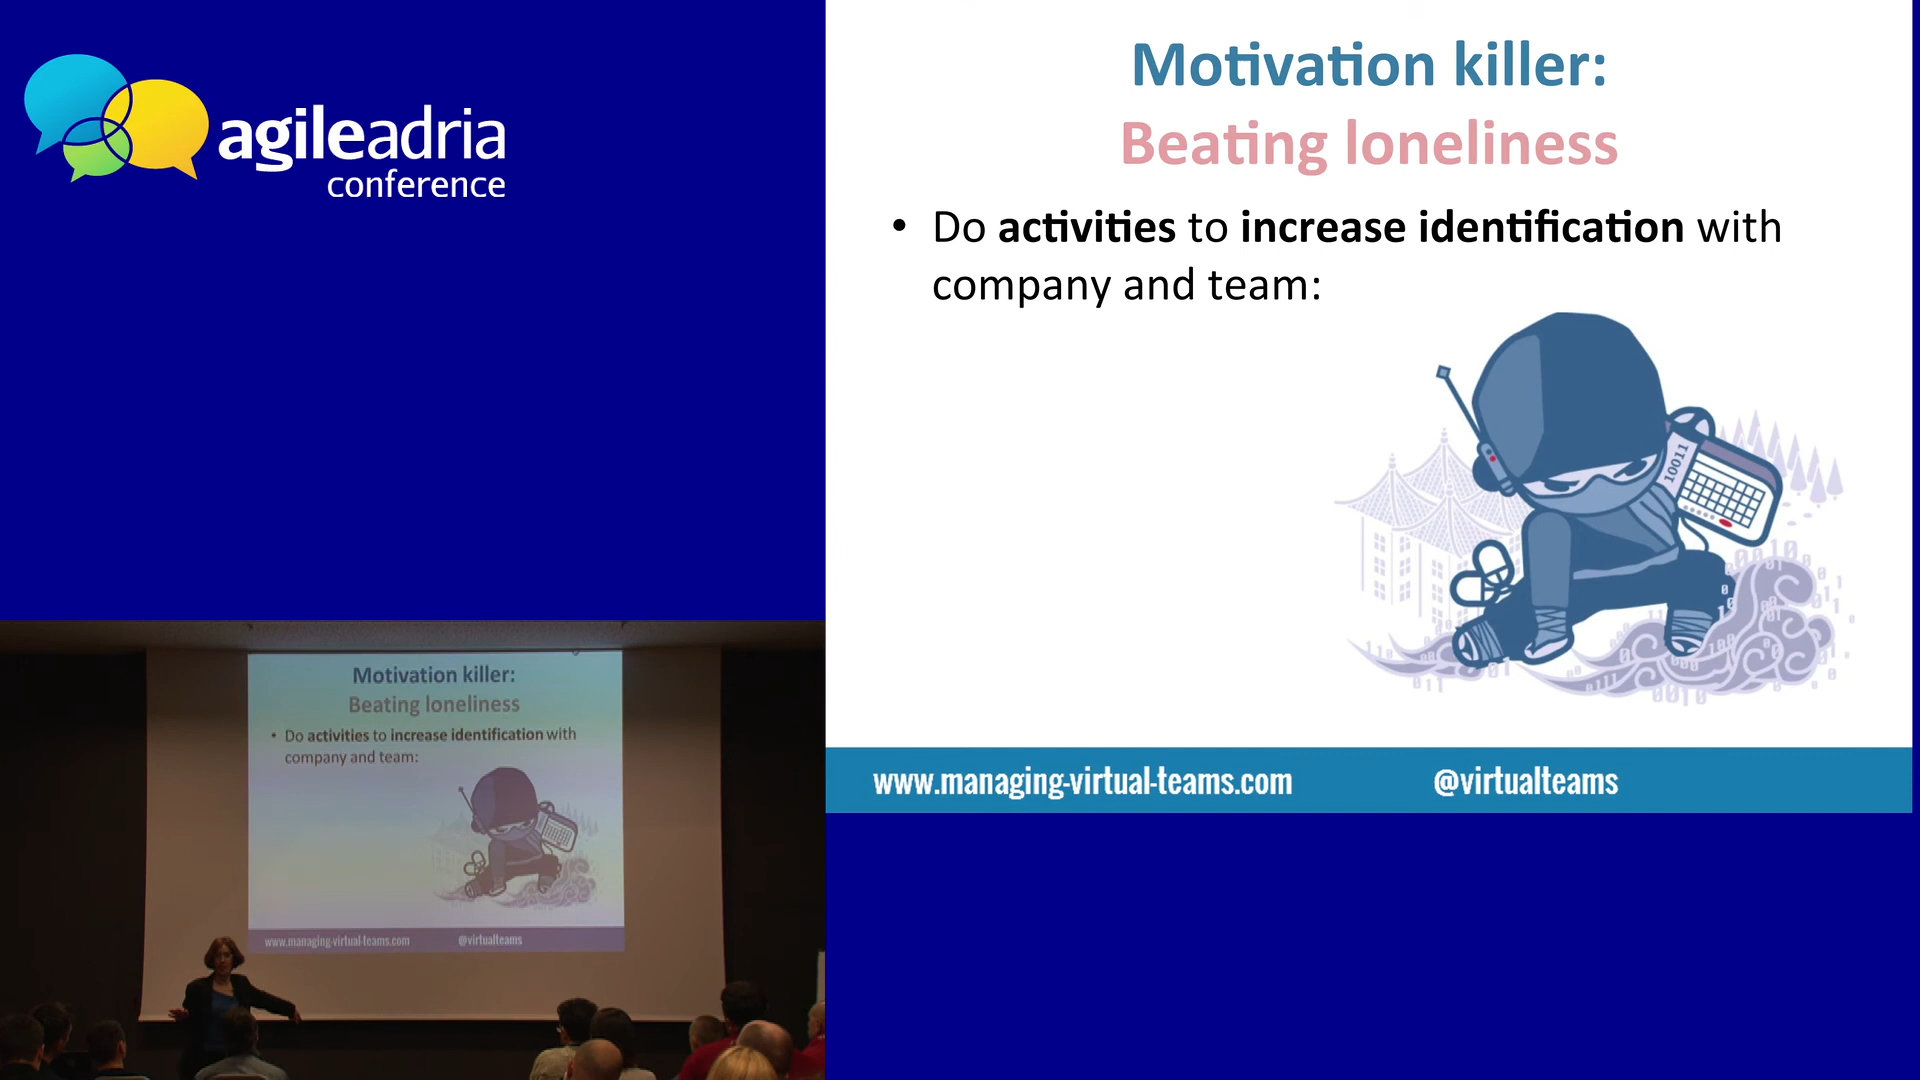 agileadria
conference
Motivation killer:
Beating loneliness
• Do activities to increase identification with
company and team:
10011
www.managing-virtual-teams.com
@virtualteams
Motivation killer:
Beating loneliness
• Do activities to increase identification with
company and team:
www.managing-virtual-teams.com
@virtualteams